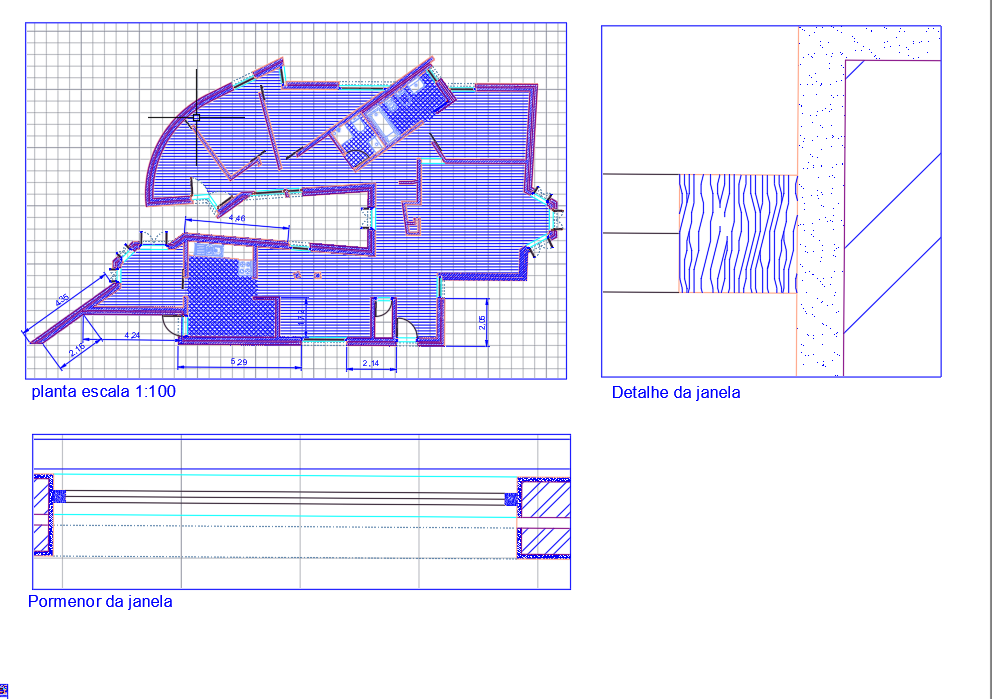 4,46
4,35
2,16
4,24
5,29
2,14
2,05
planta escala 1:100
Detalhe da janela
Pormenor da janela